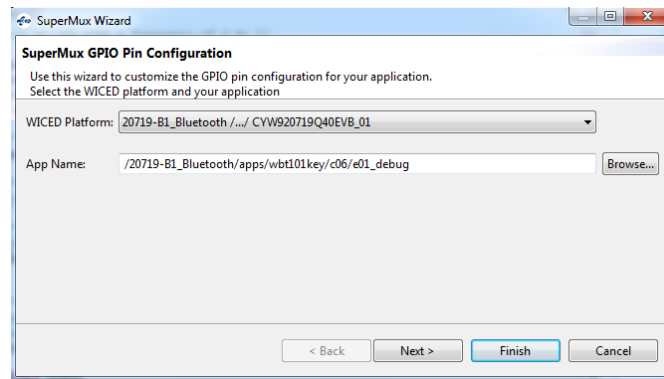 SuperMux Wizard
SuperMux GPIO Pin Configuration
Use this wizard to customize the GPIO pin configuration for your application.
Select the WICED platform and your application
WICED Platform: 20719-B1_Bluetooth /.../ CYW920719Q40EVB_01
App Name: /20719-B1_Bluetooth/apps/wbt101key/c06/e01_debug Browse...
< Back Next > Finish Cancel